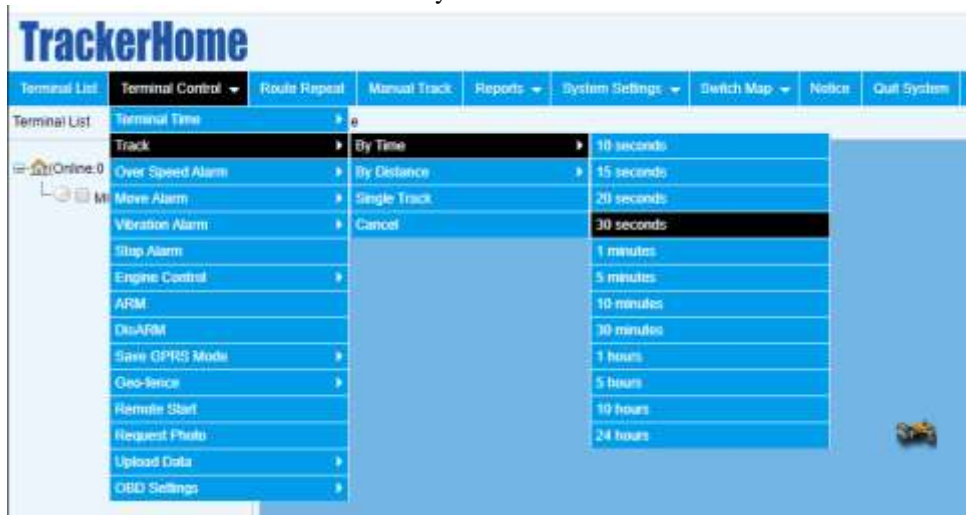 TrackerHome
Terminal List
Terminal Control
Route Repeat
Manual Track
Reports
System Settings
Switch Map
Notice
Quit System
Terminal List
Terminal Time
e
Track
By Time
10 seconds
(Online:0
Over Speed Alarm
By Distance
15 seconds
Move Alarm
Single Track
20 seconds
Vibration Alarm
Cancel
30 seconds
Stop Alarm
1 minutes
Engine Control
5 minutes
ARM
10 minutes
DisARM
30 minutes
Save GPRS Mode
1 hours
Geo-fence
5 hours
Remote Start
10 hours
Request Photo
24 hours
Upload Data
OBD Settings